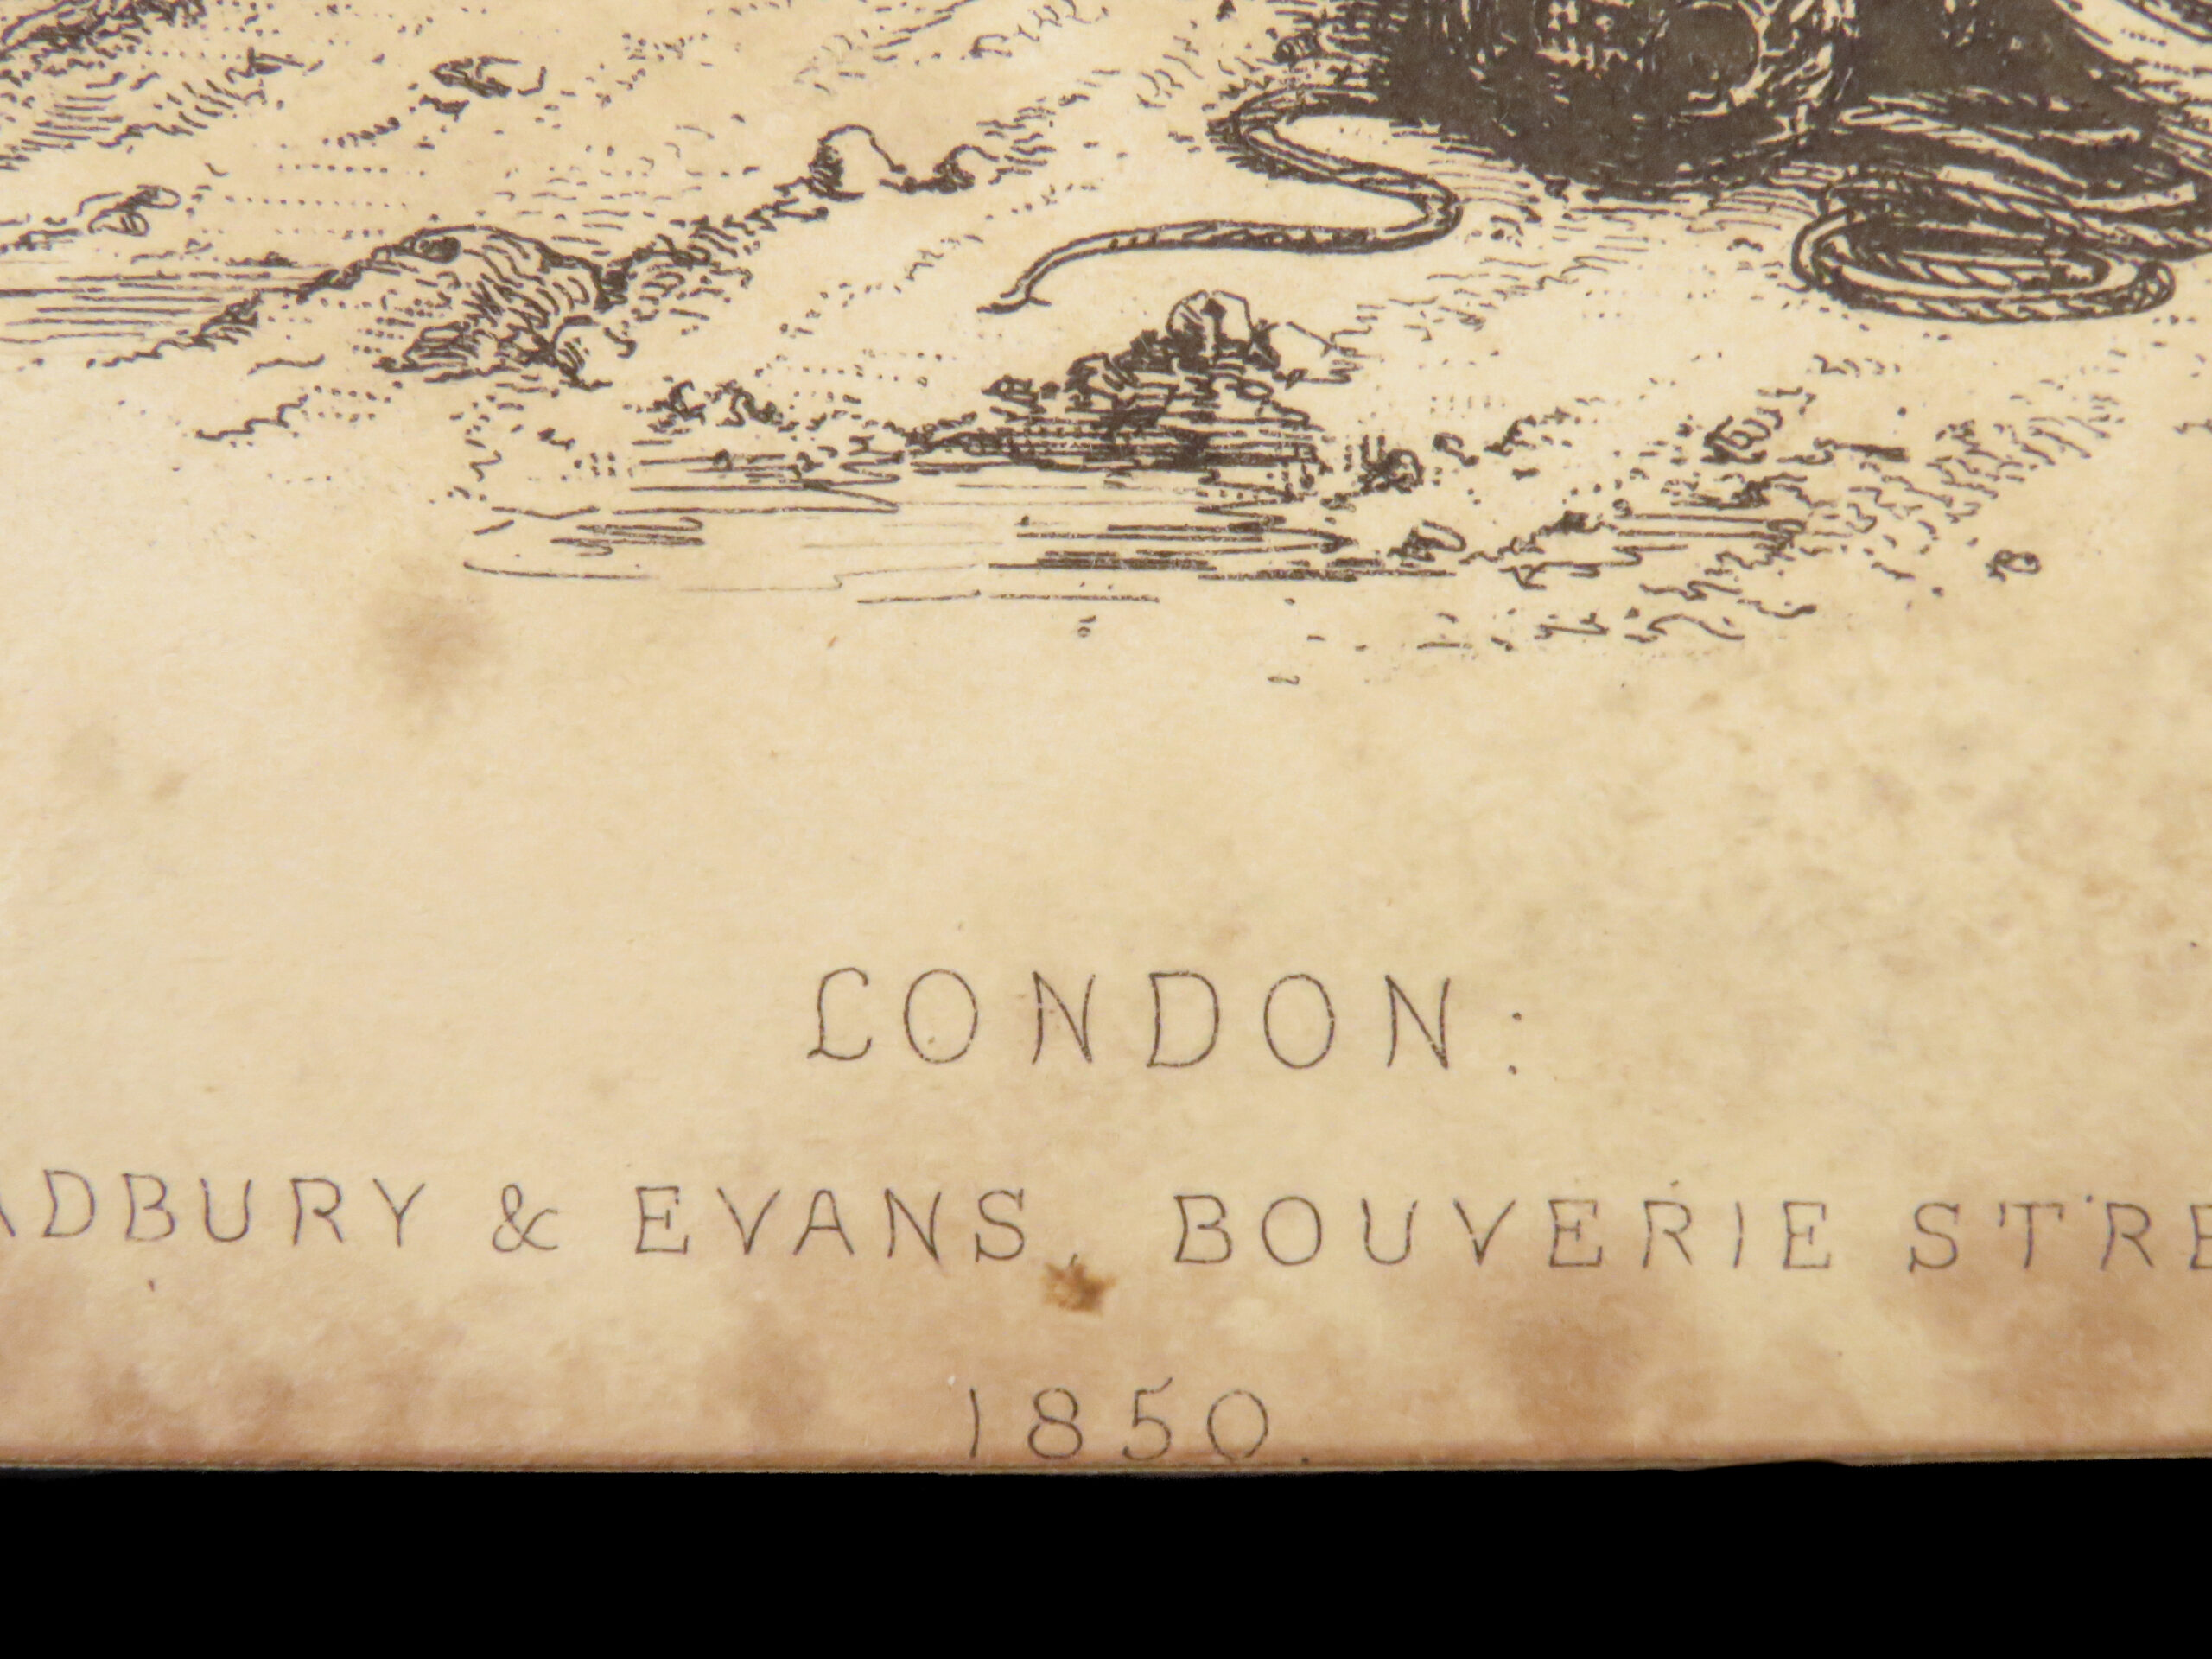 LONDON:
ADBURY & EVANS, BOUVERIE STRE
1850.